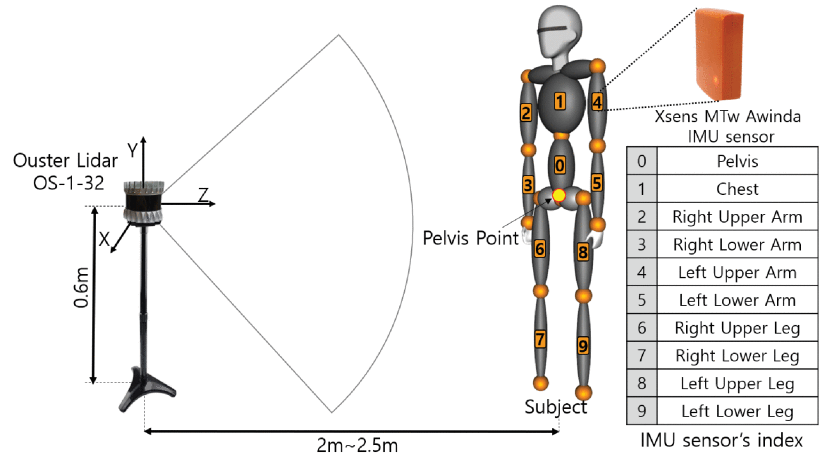 Ouster Lidar
OS-1-32
Y
Z
X
0.6m
2m~2.5m
Pelvis Point
Subject
1
2
4
0
3
5
6
8
7
9
Xsens MTw Awinda
IMU sensor
0 Pelvis
1 Chest
2 Right Upper Arm
3 Right Lower Arm
4 Left Upper Arm
5 Left Lower Arm
6 Right Upper Leg
7 Right Lower Leg
8 Left Upper Leg
9 Left Lower Leg
IMU sensor's index